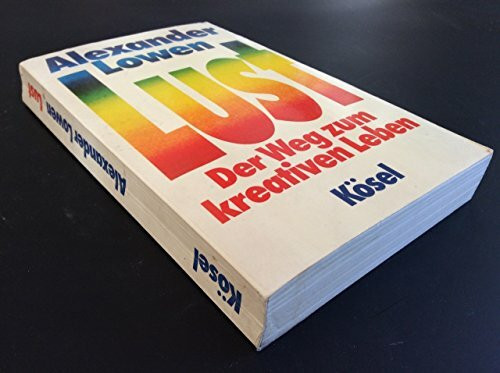 Alexander
Lowen
LUST
Der Weg zum
kreativen Leben
Kösel
Alexander Lowen Lust
Kösel